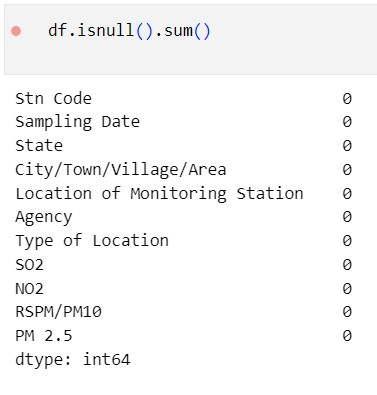 df.isnull().sum()
Stn Code 0
Sampling Date 0
State 0
City/Town/Village/Area 0
Location of Monitoring Station 0
Agency 0
Type of Location 0
SO2 0
NO2 0
RSPM/PM10 0
PM 2.5 0
dtype: int64